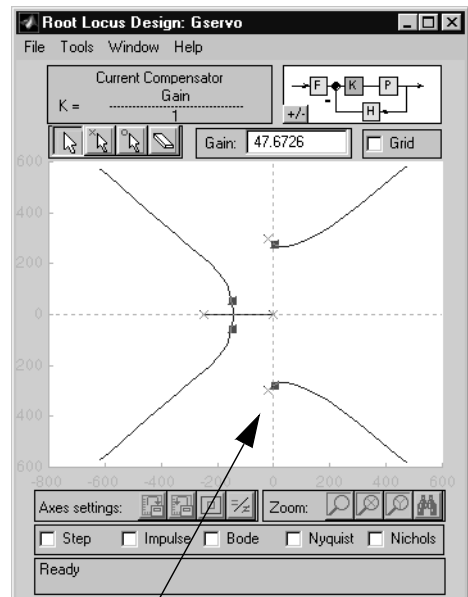 Root Locus Design: Gservo
File Tools Window Help
Current Compensator
Gain
K = -----------------------------
1
F K P
H
+/-
Gain: 47.6726
Grid
600
400
200
0
200
400
600
-800 -600 -400 -200 0 200 400 600
Axes settings: Zoom:
Step Impulse Bode Nyquist Nichols
Ready